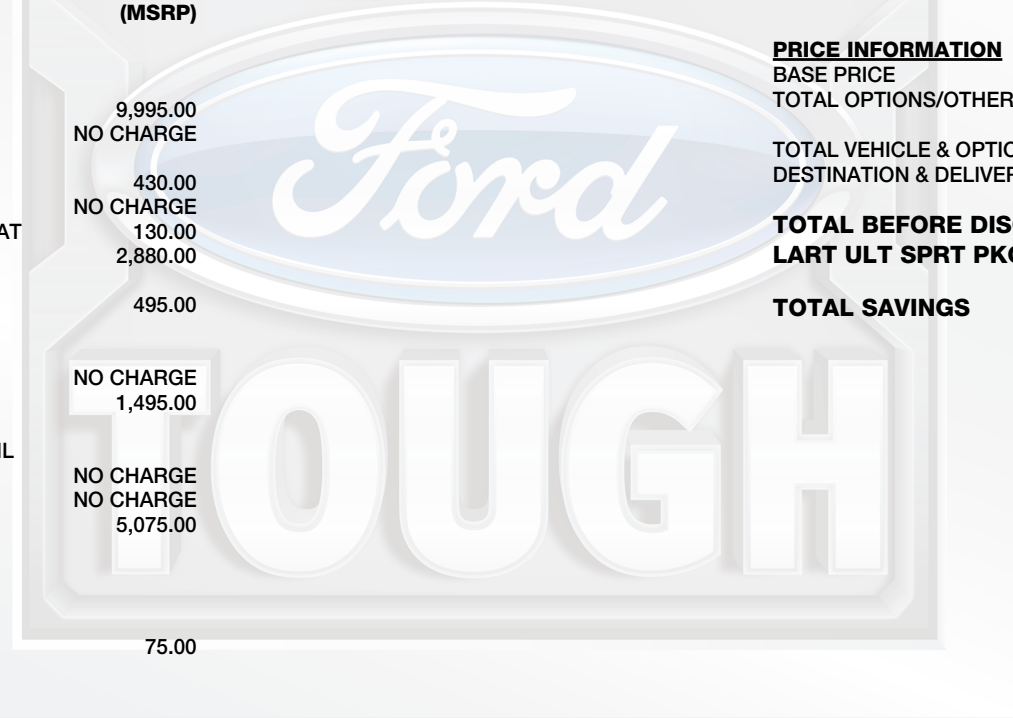 (MSRP)
9,995.00
NO CHARGE
430.00
NO CHARGE
AT 130.00
2,880.00
495.00
NO CHARGE
1,495.00
IL
NO CHARGE
NO CHARGE
5,075.00
75.00
PRICE INFORMATION
BASE PRICE
TOTAL OPTIONS/OTHER
TOTAL VEHICLE & OPTIO
DESTINATION & DELIVER
TOTAL BEFORE DIS
LART ULT SPRT PK
TOTAL SAVINGS
Ford
TOUGH